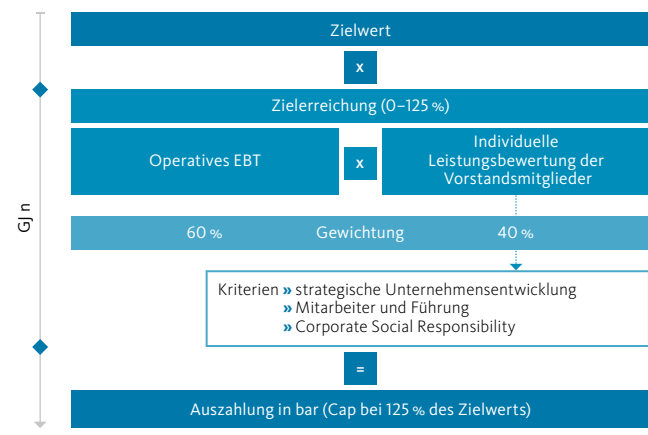 Zielwert
x
Zielerreichung (0–125 %)
Operatives EBT
x
Individuelle
Leistungsbewertung der
Vorstandsmitglieder
GJ n
60 % Gewichtung 40 %
Kriterien » strategische Unternehmensentwicklung
» Mitarbeiter und Führung
» Corporate Social Responsibility
=
Auszahlung in bar (Cap bei 125 % des Zielwerts)